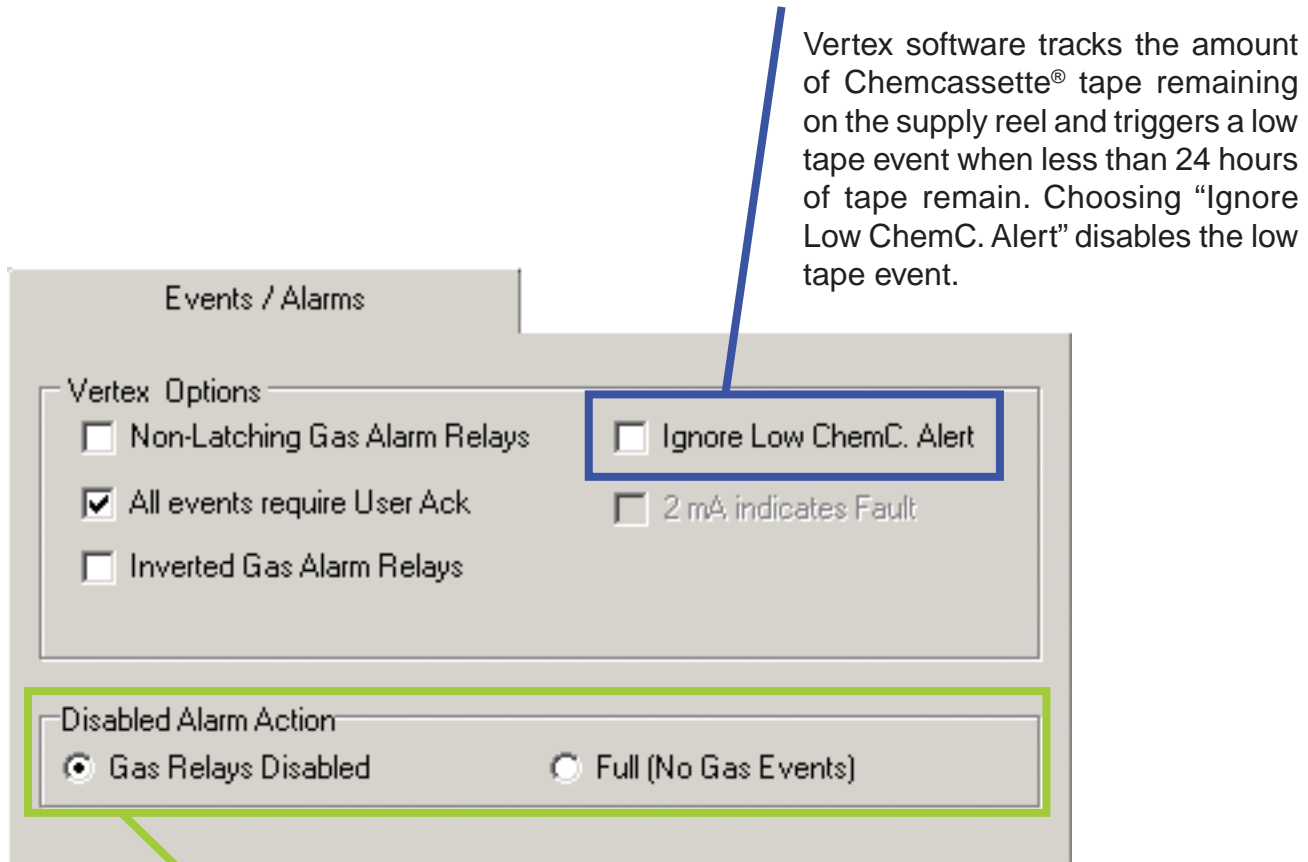 Vertex software tracks the amount
of Chemcassette® tape remaining
on the supply reel and triggers a low
tape event when less than 24 hours
of tape remain. Choosing “Ignore
Low ChemC. Alert” disables the low
tape event.
Events / Alarms
Vertex Options
Non-Latching Gas Alarm Relays
Ignore Low ChemC. Alert
All events require User Ack
2 mA indicates Fault
Inverted Gas Alarm Relays
Disabled Alarm Action
Gas Relays Disabled
Full (No Gas Events)